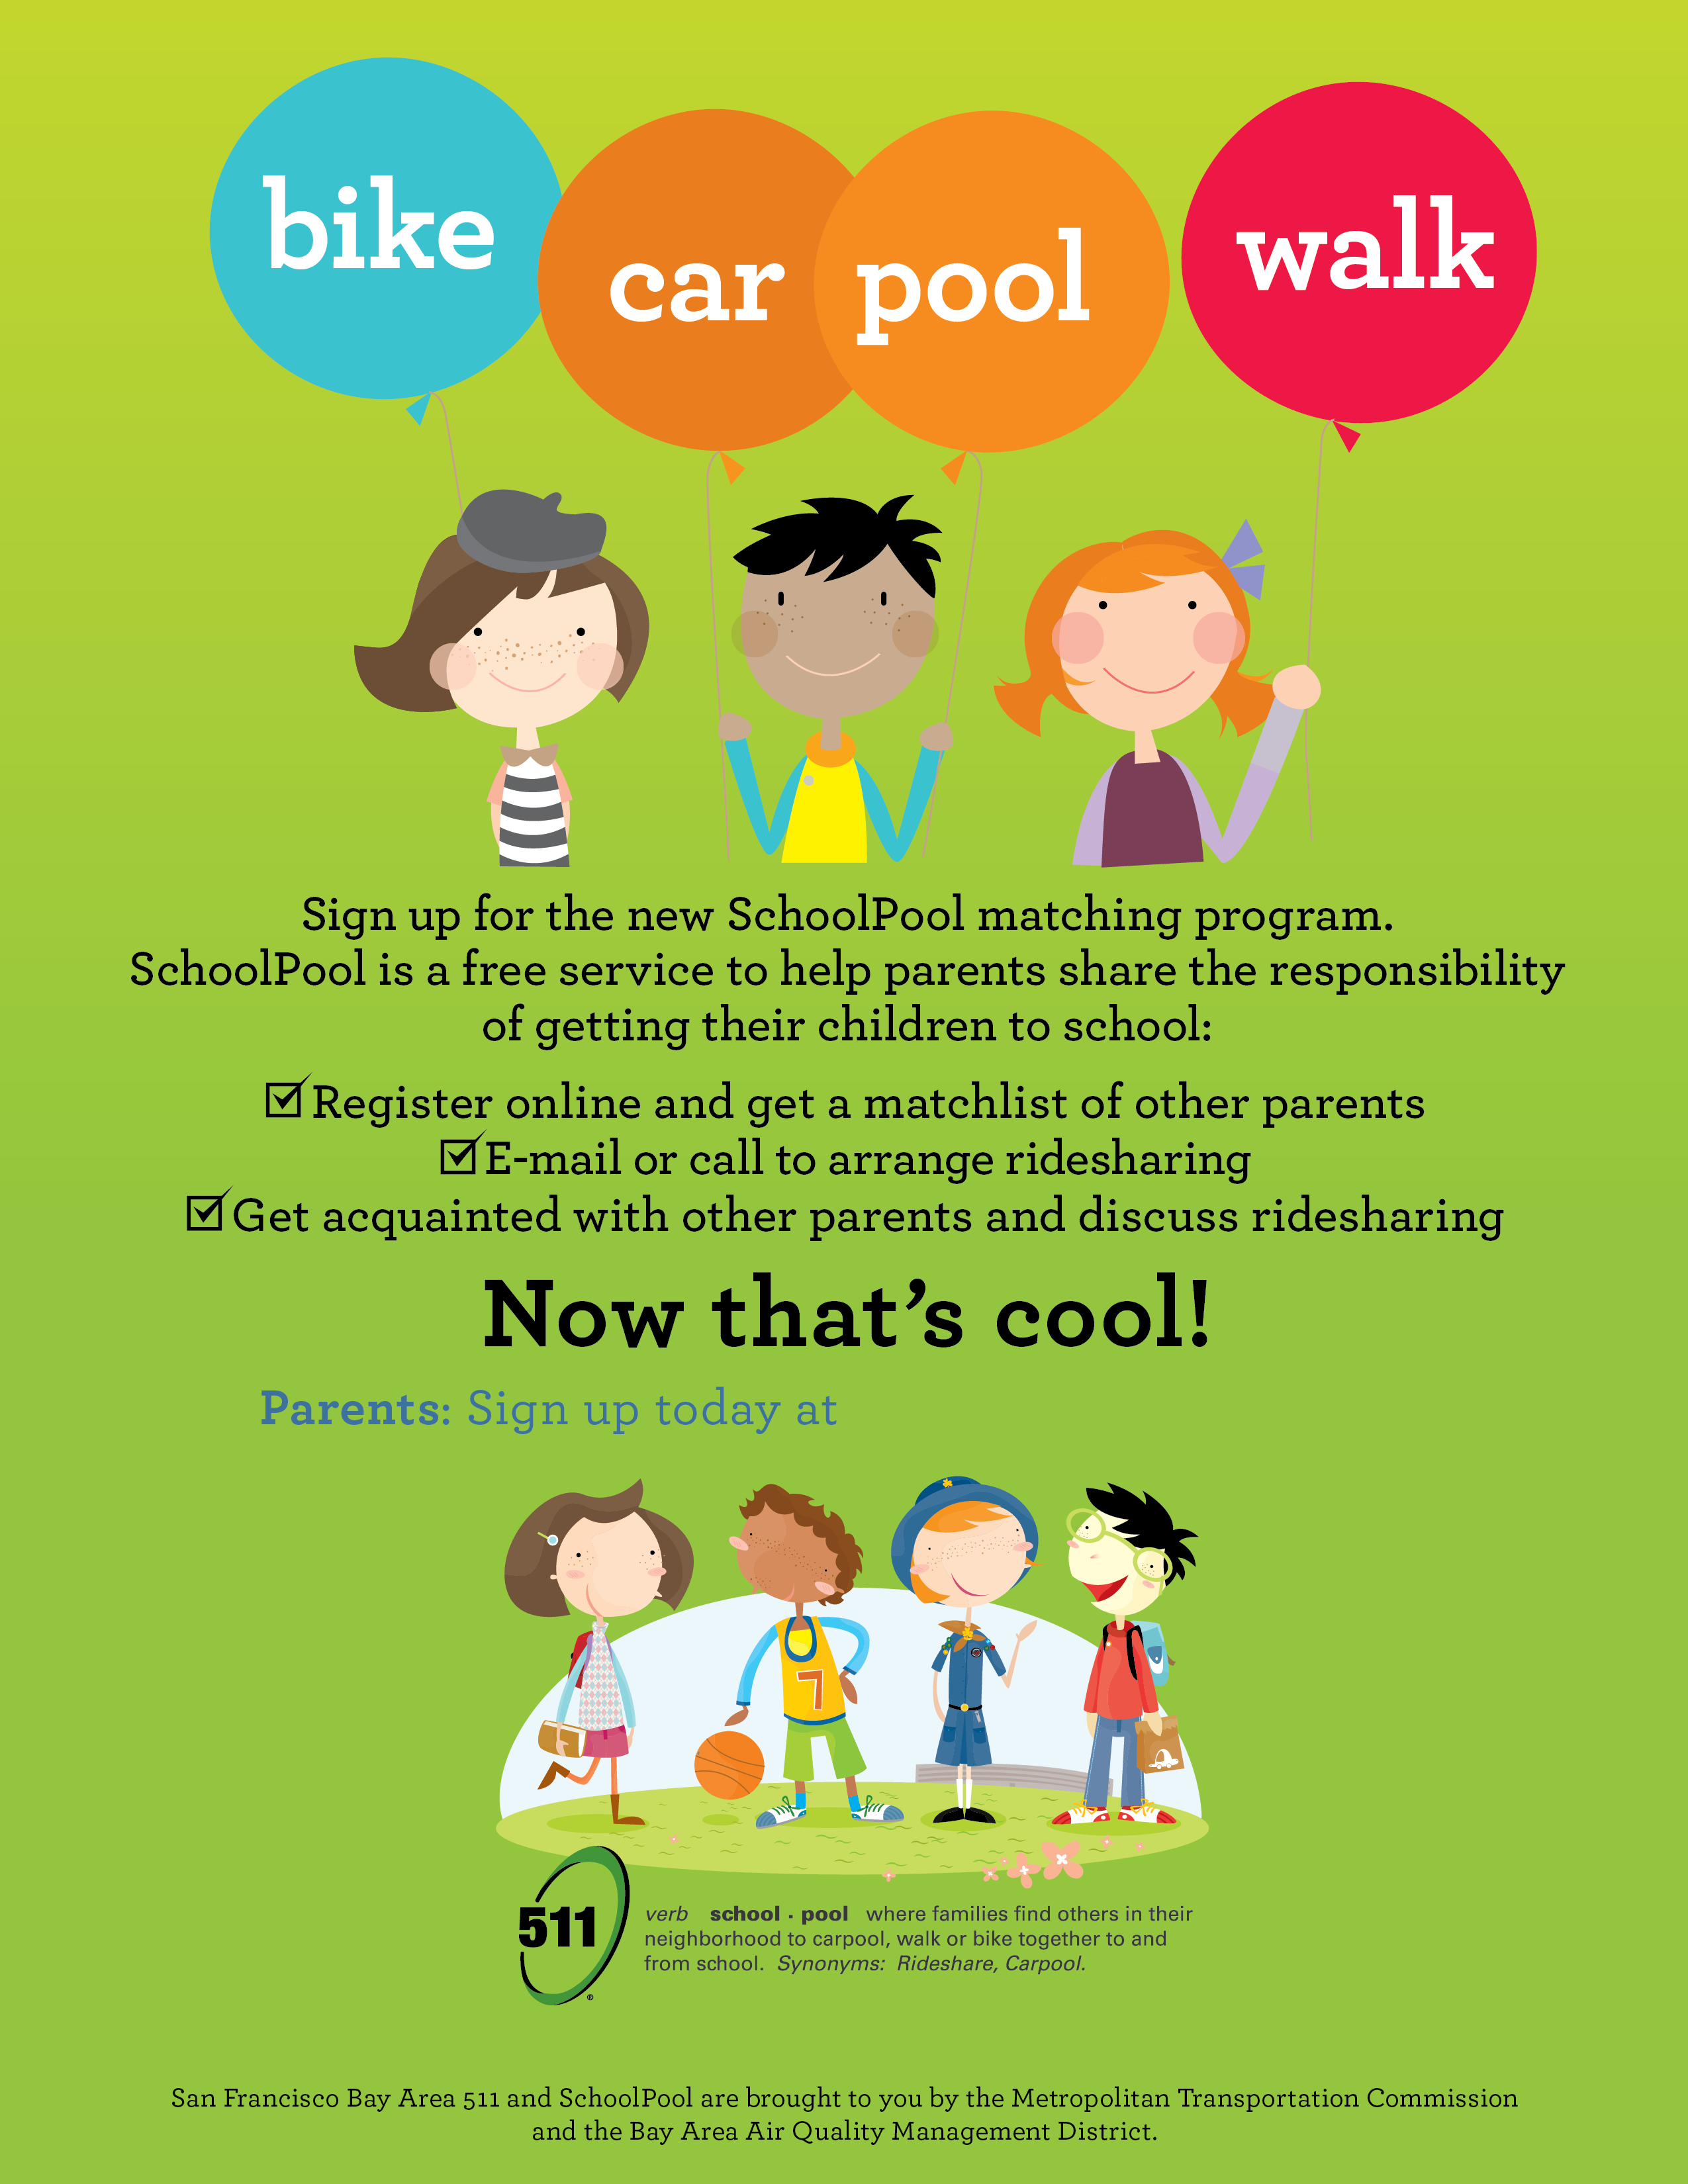 bike
car pool
walk
Sign up for the new SchoolPool matching program.
SchoolPool is a free service to help parents share the responsibility
of getting their children to school:
Register online and get a matchlist of other parents
E-mail or call to arrange ridesharing
Get acquainted with other parents and discuss ridesharing
Now that’s cool!
Parents: Sign up today at
7
511
®
verb school · pool where families find others in their
neighborhood to carpool, walk or bike together to and
from school. Synonyms: Rideshare, Carpool.
San Francisco Bay Area 511 and SchoolPool are brought to you by the Metropolitan Transportation Commission
and the Bay Area Air Quality Management District.